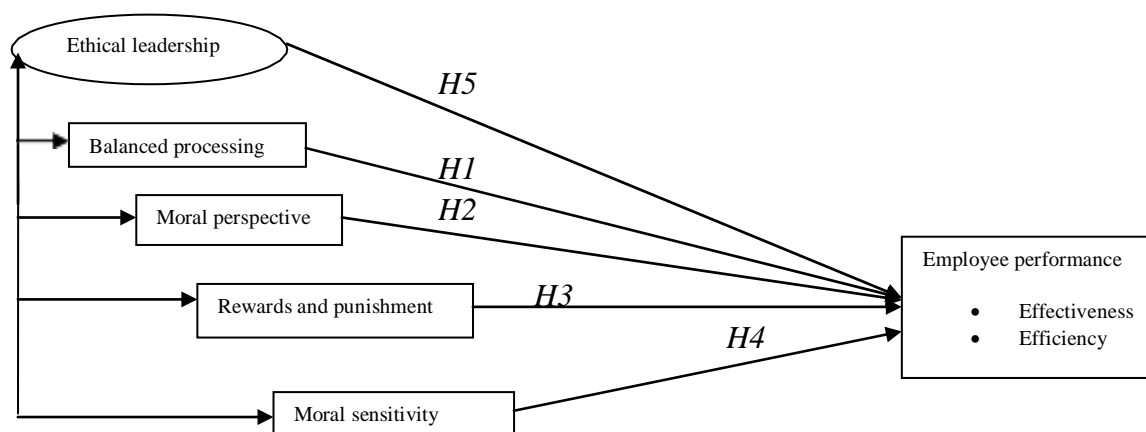 Ethical leadership
H5
Balanced processing
H1
Moral perspective
H2
Employee performance
Rewards and punishment
H3
• Effectiveness
• Efficiency
H4
Moral sensitivity